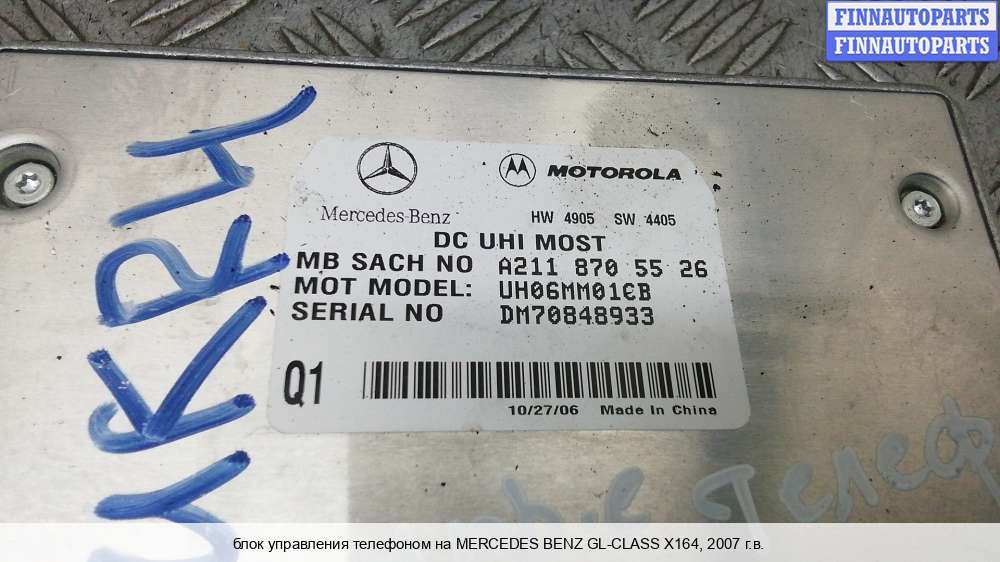 FINNAUTOPARTS
FINNAUTOPARTS
MOTOROLA
Mercedes-Benz
HW 4905 SW 4405
DC UHI MOST
MB SACH NO A211 870 55 26
MOT MODEL: UH06MM01CB
SERIAL NO DM70848933
Q1
10/27/06 Made In China
Телеф
блок управления телефоном на MERCEDES BENZ GL-CLASS X164, 2007 г.в.